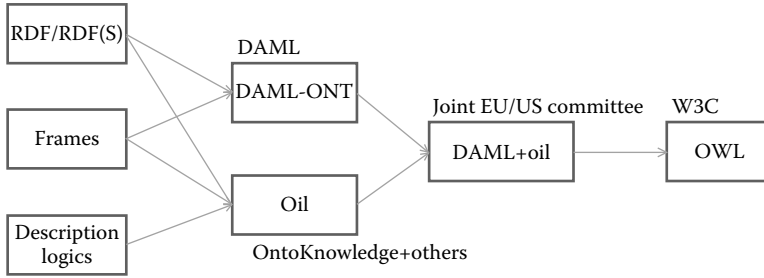 RDF/RDF(S)
DAML
DAML-ONT
Joint EU/US committee
W3C
Frames
DAML+oil
OWL
Oil
Description
logics
OntoKnowledge+others